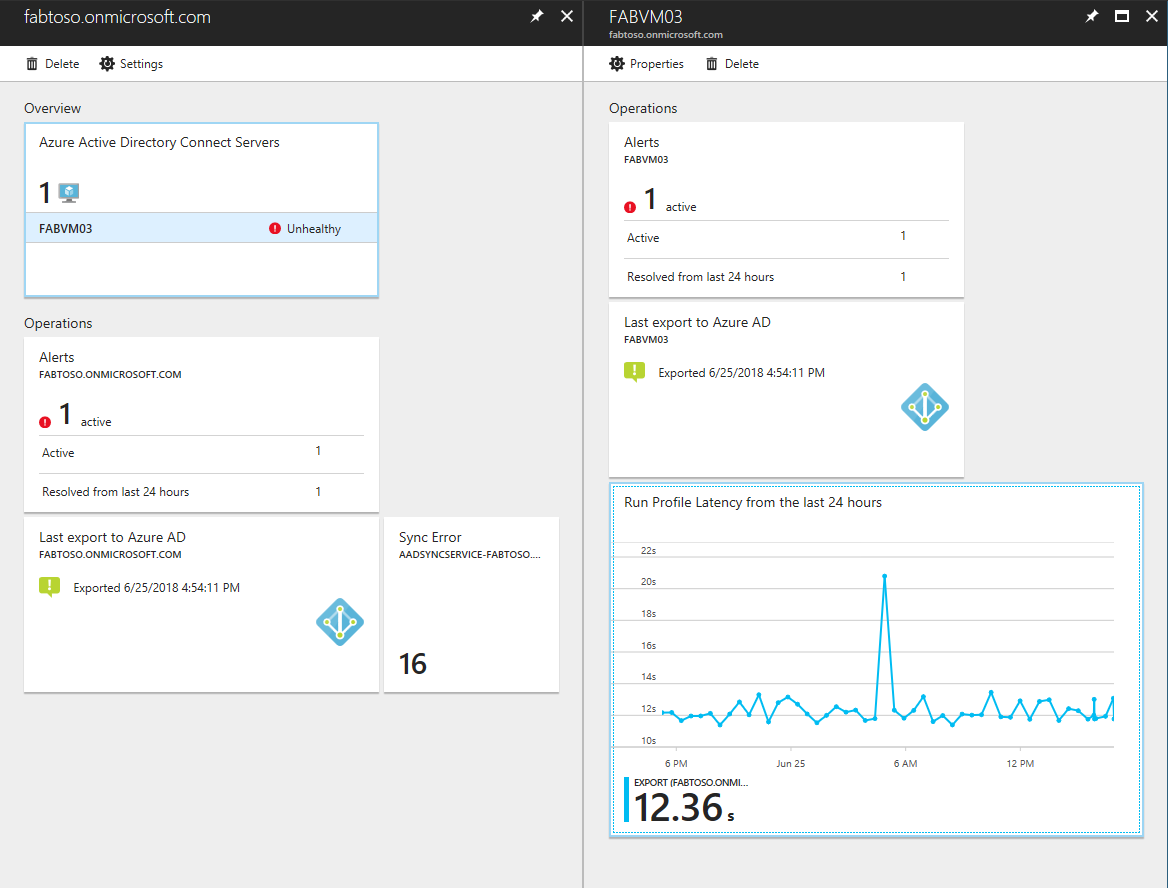 fabtoso.onmicrosoft.com
Delete
Settings
Overview
Azure Active Directory Connect Servers
1
FABVM03
Unhealthy
Operations
Alerts
FABTOSO.ONMICROSOFT.COM
1 active
Active 1
Resolved from last 24 hours 1
Last export to Azure AD
FABTOSO.ONMICROSOFT.COM
Exported 6/25/2018 4:54:11 PM
Sync Error
AADSYNCSERVICE-FABTOSO....
16
FABVM03
fabtoso.onmicrosoft.com
Properties
Delete
Operations
Alerts
FABVM03
1 active
Active 1
Resolved from last 24 hours 1
Last export to Azure AD
FABVM03
Exported 6/25/2018 4:54:11 PM
Run Profile Latency from the last 24 hours
22s
20s
18s
16s
14s
12s
10s
6 PM Jun 25 6 AM 12 PM
EXPORT (FABTOSO.ONMI...
12.36 s